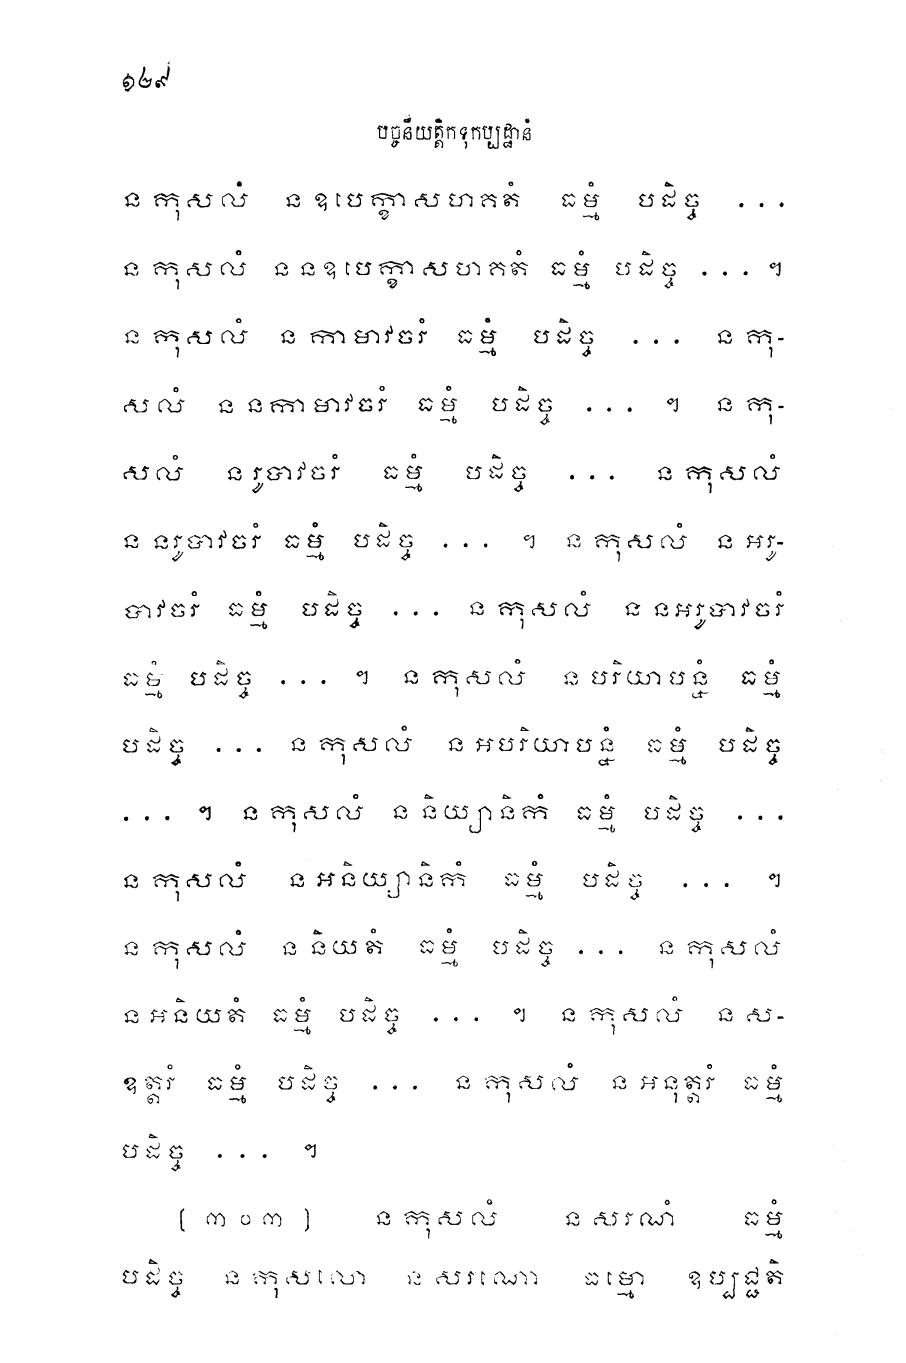 ១៤៩
បច្ចនីយត្តិកទុកប្បដ្ឋានំ
នកុសលំ នឧបេក្ខាសហគតំ ធម្មំ បដិច្ច ...
នកុសលំ ននឧបេក្ខាសហគតំ ធម្មំ បដិច្ច ... ។
នកុសលំ នកាមាវចរំ ធម្មំ បដិច្ច ... នកុ-
សលំ ននកាមាវចរំ ធម្មំ បដិច្ច ... ។ នកុ-
សលំ នរូបាវចរំ ធម្មំ បដិច្ច ... នកុសលំ
ននរូបាវចរំ ធម្មំ បដិច្ច ... ។ នកុសលំ នអរូ-
បាវចរំ ធម្មំ បដិច្ច ... នកុសលំ ននអរូបាវចរំ
ធម្មំ បដិច្ច ... ។ នកុសលំ នបរិយាបន្នំ ធម្មំ
បដិច្ច ... នកុសលំ នអបរិយាបន្នំ ធម្មំ បដិច្ច
... ។ នកុសលំ ននិយ្យានិកំ ធម្មំ បដិច្ច ...
នកុសលំ នអនិយ្យានិកំ ធម្មំ បដិច្ច ... ។
នកុសលំ ននិយតំ ធម្មំ បដិច្ច ... នកុសលំ
នអនិយតំ ធម្មំ បដិច្ច ... ។ នកុសលំ នស-
ឧត្តរំ ធម្មំ បដិច្ច ... នកុសលំ នអនុត្តរំ ធម្មំ
បដិច្ច ... ។
[៣០៣] នកុសលំ នសរណំ ធម្មំ
បដិច្ច នកុសលោ នសរណោ ធម្មោ ឧប្បជ្ជតិ